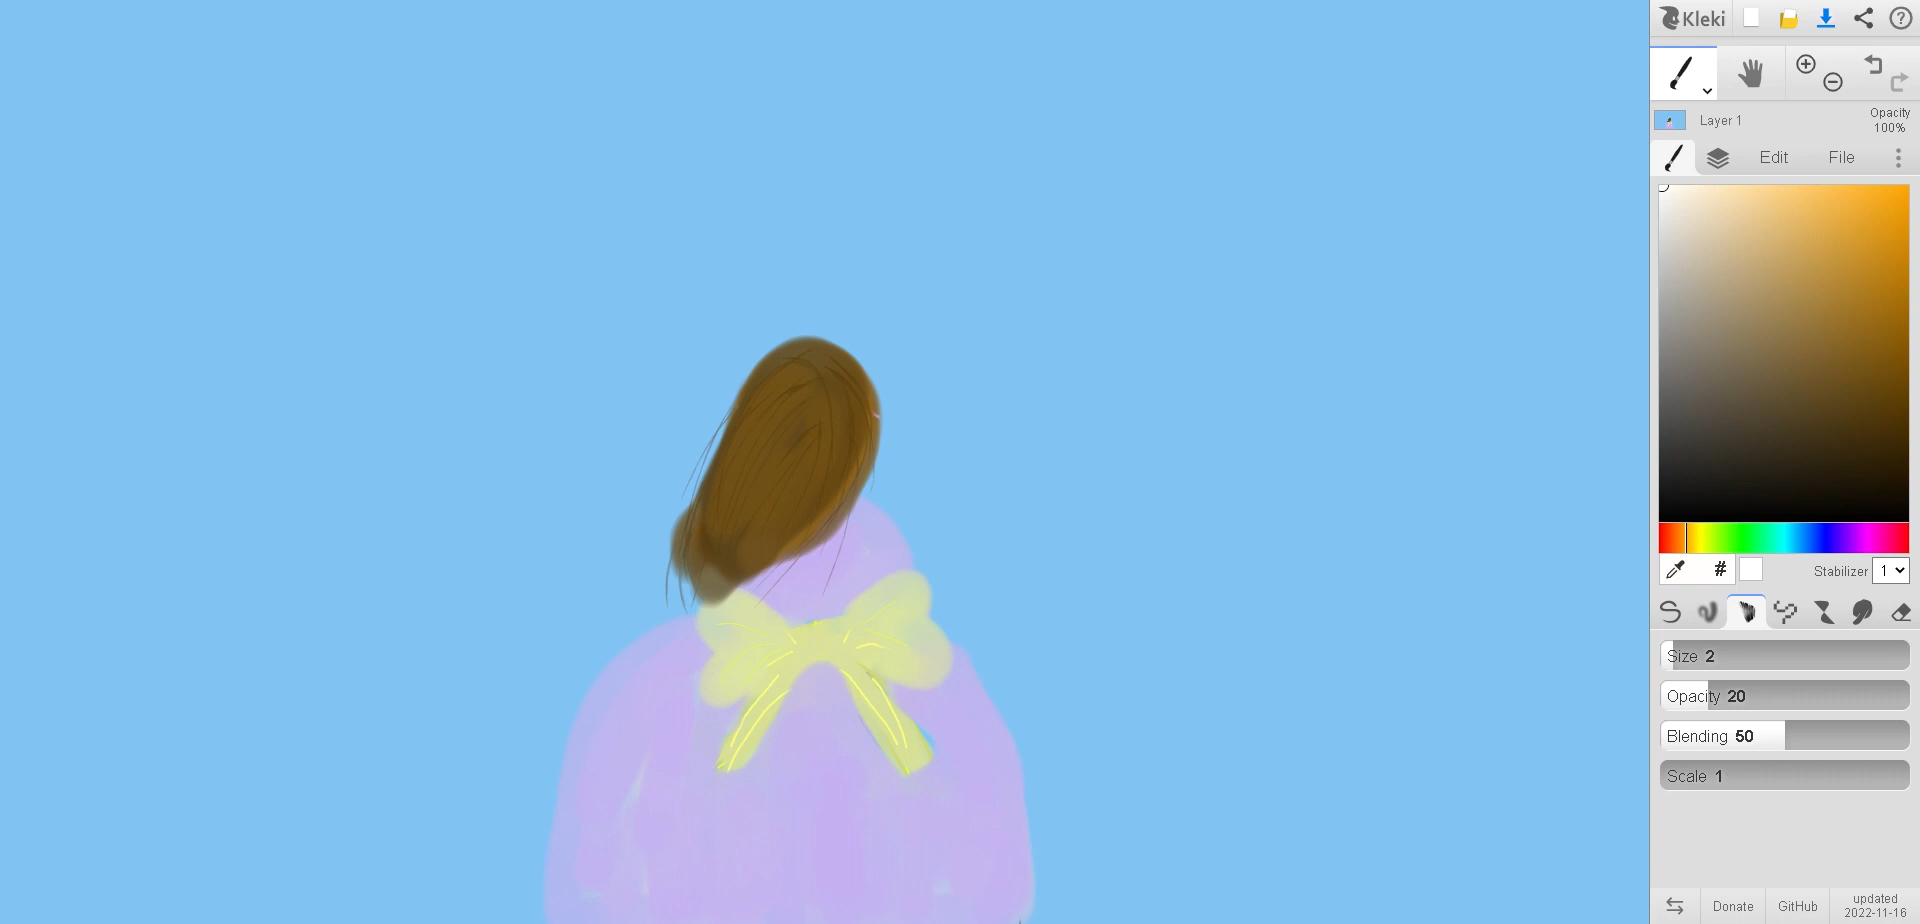 Kleki
Layer 1
Opacity
100%
Edit
File
#
Stabilizer 1
Size 2
Opacity 20
Blending 50
Scale 1
Donate
GitHub
updated
2022-11-16